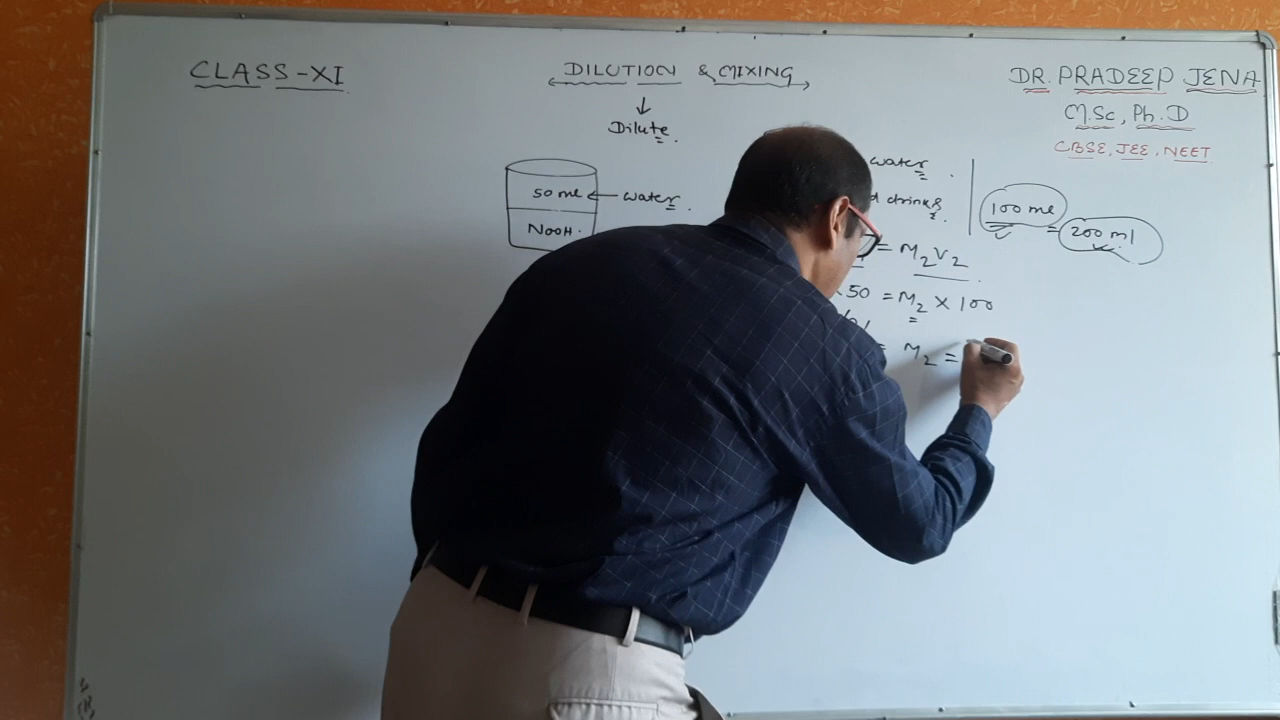 CLASS-XI
DILUTION & MIXING
DR. PRADEEP JENA
M.Sc, Ph.D
CBSE, JEE, NEET
Dilute.
50 ml ← water.
NaOH.
water.
drinks.
100 ml = 200 ml
= M₂V₂
50 = M₂ × 100
= M₂ =